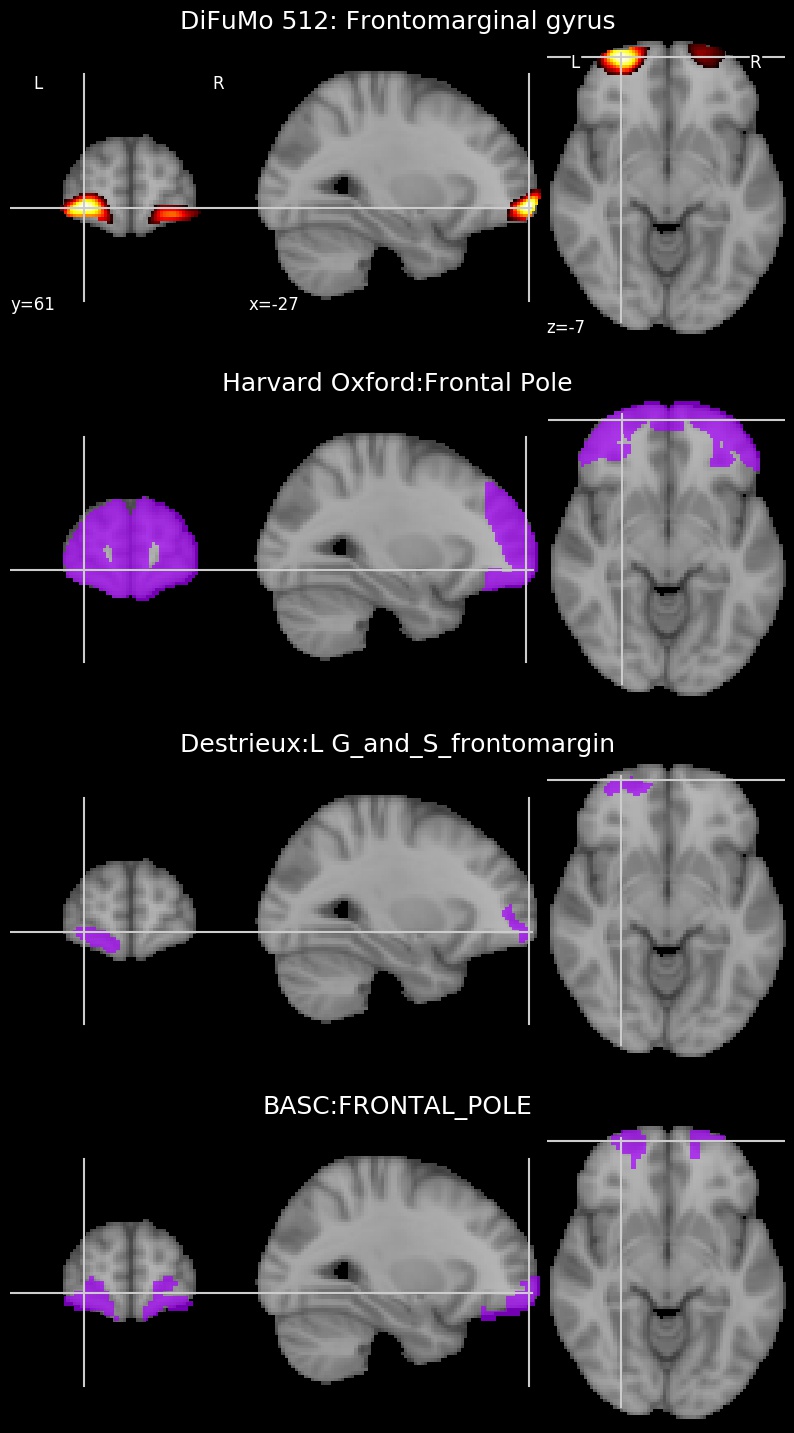 DiFuMo 512: Frontomarginal gyrus
L R L R
y=61 x=-27 z=-7
Harvard Oxford:Frontal Pole
Destrieux:L G_and_S_frontomargin
BASC:FRONTAL_POLE